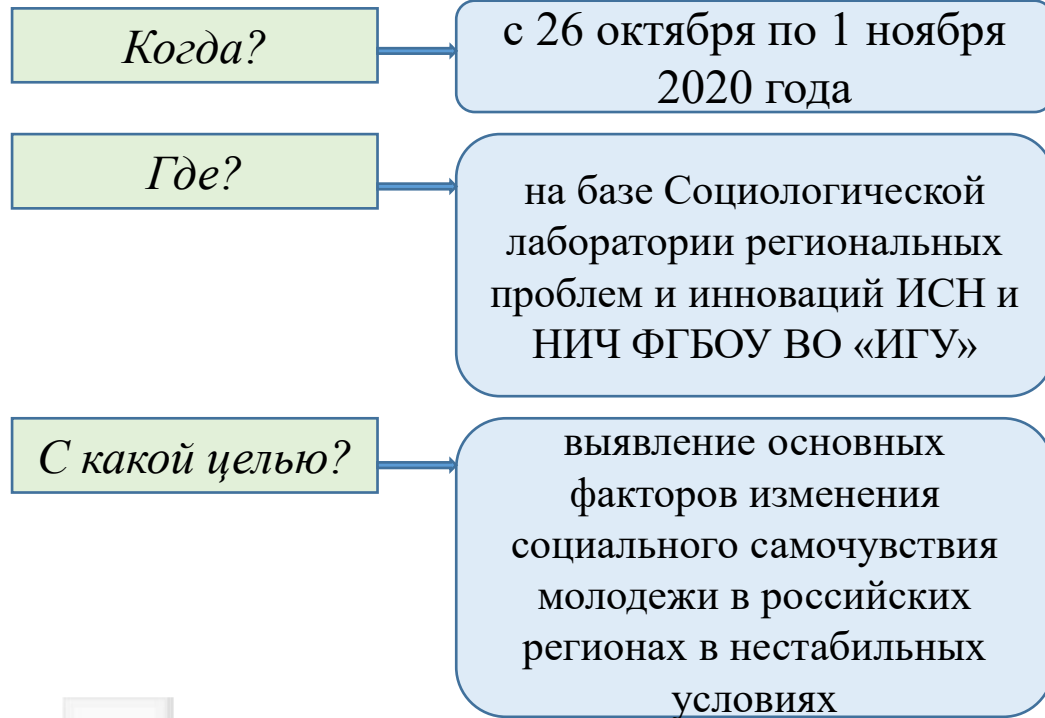 Когда?
с 26 октября по 1 ноября
2020 года
Где?
на базе Социологической
лаборатории региональных
проблем и инноваций ИСН и
НИЧ ФГБОУ ВО «ИГУ»
С какой целью?
выявление основных
факторов изменения
социального самочувствия
молодежи в российских
регионах в нестабильных
условиях